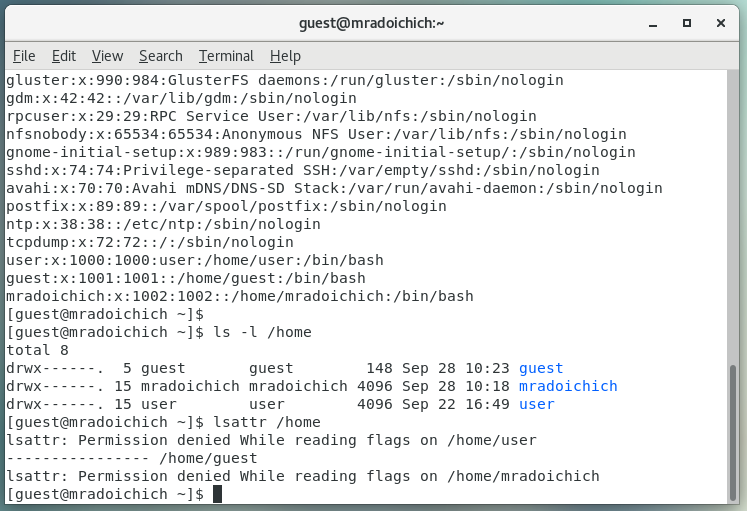 guest@mradoichich:~
File Edit View Search Terminal Help
gluster:x:990:984:GlusterFS daemons:/run/gluster:/sbin/nologin
gdm:x:42:42::/var/lib/gdm:/sbin/nologin
rpcuser:x:29:29:RPC Service User:/var/lib/nfs:/sbin/nologin
nfsnobody:x:65534:65534:Anonymous NFS User:/var/lib/nfs:/sbin/nologin
gnome-initial-setup:x:989:983::/run/gnome-initial-setup/:/sbin/nologin
sshd:x:74:74:Privilege-separated SSH:/var/empty/sshd:/sbin/nologin
avahi:x:70:70:Avahi mDNS/DNS-SD Stack:/var/run/avahi-daemon:/sbin/nologin
postfix:x:89:89::/var/spool/postfix:/sbin/nologin
ntp:x:38:38::/etc/ntp:/sbin/nologin
tcpdump:x:72:72::/:/sbin/nologin
user:x:1000:1000:user:/home/user:/bin/bash
guest:x:1001:1001::/home/guest:/bin/bash
mradoichich:x:1002:1002::/home/mradoichich:/bin/bash
[guest@mradoichich ~]$
[guest@mradoichich ~]$ ls -l /home
total 8
drwx------.  5 guest       guest        148 Sep 28 10:23 guest
drwx------. 15 mradoichich mradoichich 4096 Sep 28 10:18 mradoichich
drwx------. 15 user        user        4096 Sep 22 16:49 user
[guest@mradoichich ~]$ lsattr /home
lsattr: Permission denied While reading flags on /home/user
---------------- /home/guest
lsattr: Permission denied While reading flags on /home/mradoichich
[guest@mradoichich ~]$